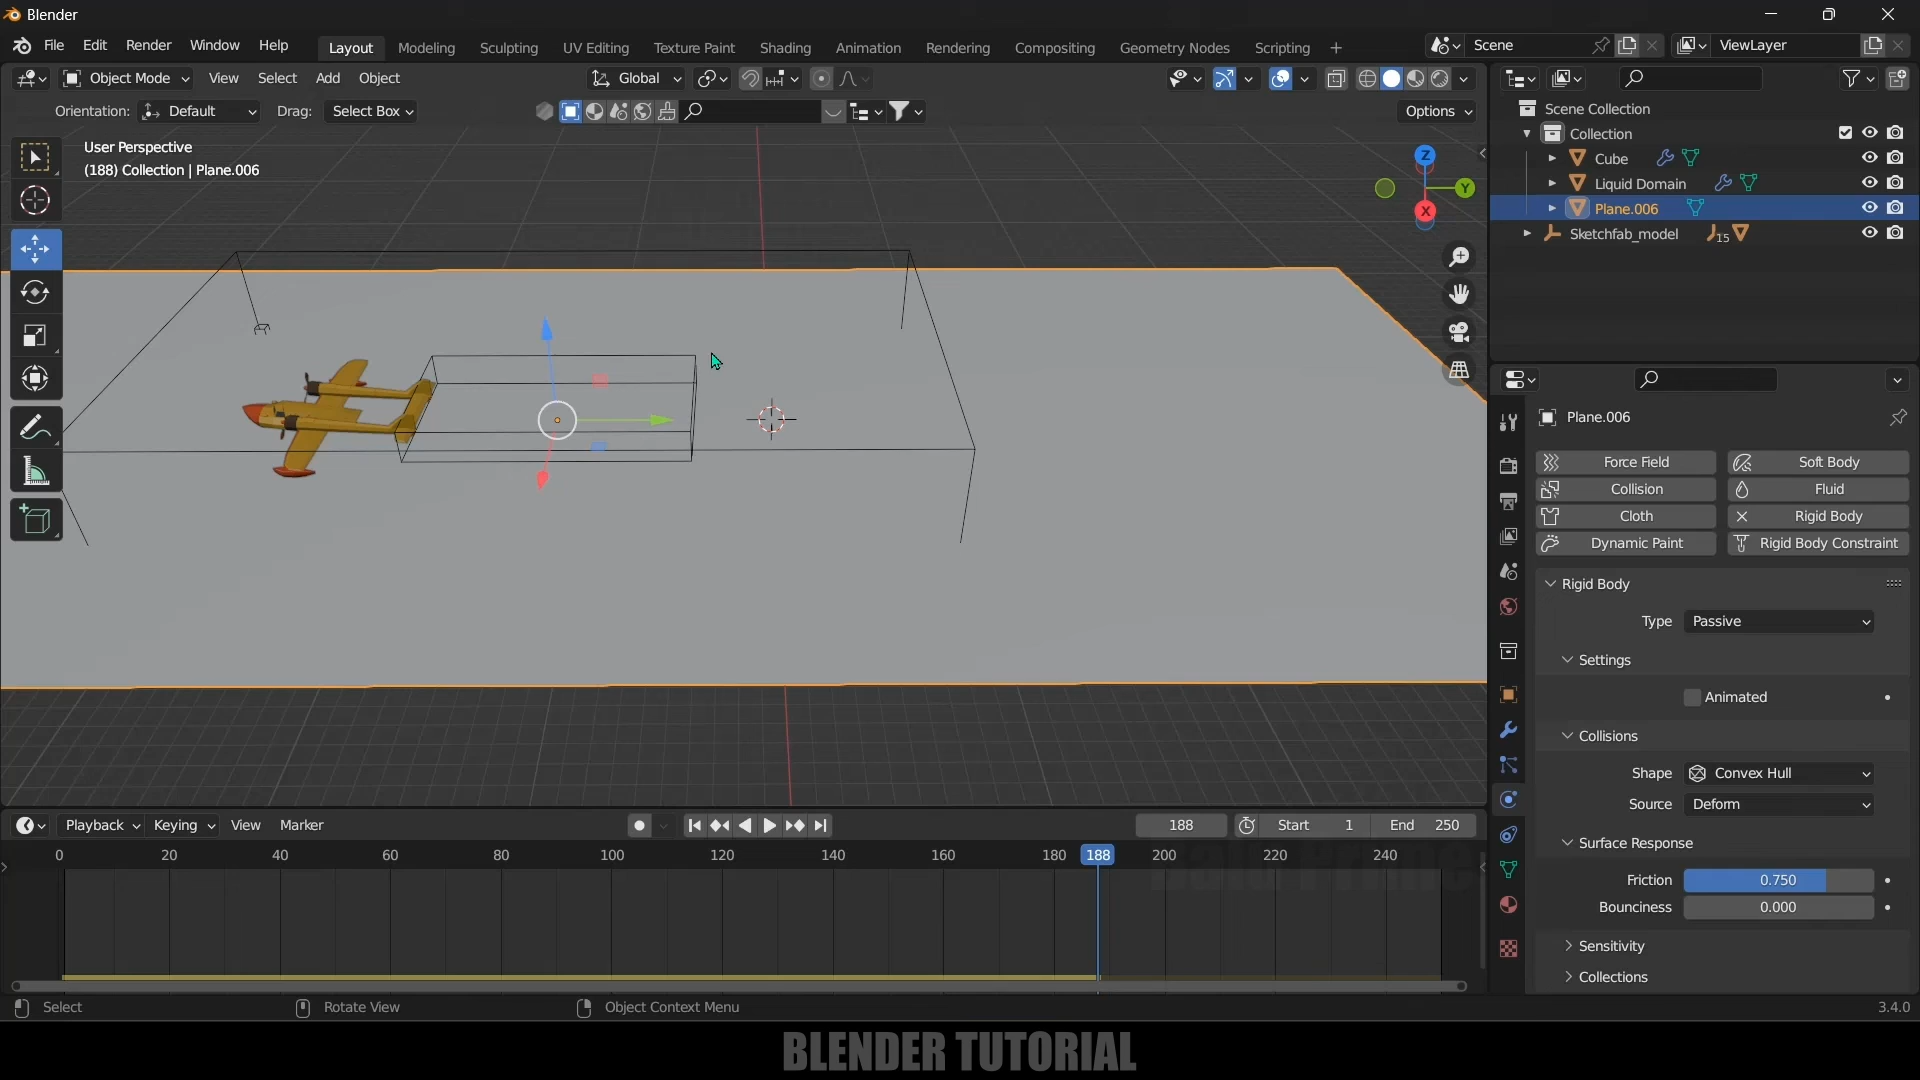 Blender
File Edit Render Window Help Layout Modeling Sculpting UV Editing Texture Paint Shading Animation Rendering Compositing Geometry Nodes Scripting + Scene ViewLayer
Object Mode View Select Add Object Global
Orientation: Default Drag: Select Box Options
User Perspective
(188) Collection | Plane.006
Z
Y
X
Scene Collection
Collection
Cube
Liquid Domain
Plane.006
Sketchfab_model 15
Plane.006
Force Field Soft Body
Collision Fluid
Cloth Rigid Body
Dynamic Paint Rigid Body Constraint
Rigid Body
Type Passive
Settings
Animated
Collisions
Shape Convex Hull
Source Deform
Surface Response
Friction 0.750
Bounciness 0.000
Sensitivity
Collections
Playback Keying View Marker 188 Start 1 End 250
0 20 40 60 80 100 120 140 160 180 188 200 220 240
Select Rotate View Object Context Menu 3.4.0
BLENDER TUTORIAL